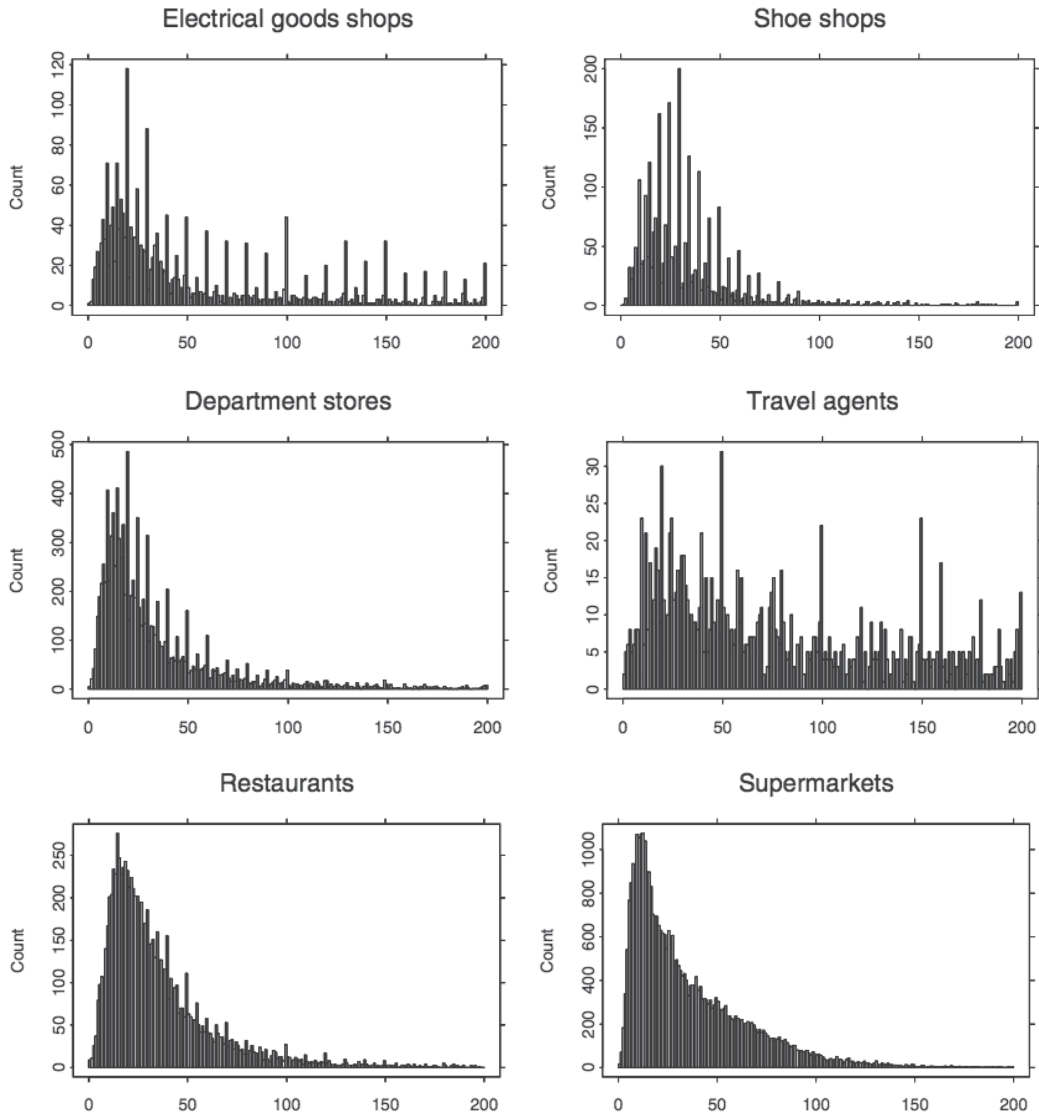 Electrical goods shops
Count
0 20 40 60 80 100 120
0 50 100 150 200
Shoe shops
Count
0 50 100 150 200
0 50 100 150 200
Department stores
Count
0 100 200 300 400 500
0 50 100 150 200
Travel agents
Count
0 5 10 15 20 25 30
0 50 100 150 200
Restaurants
Count
0 50 100 150 200 250
0 50 100 150 200
Supermarkets
Count
0 200 400 600 800 1000
0 50 100 150 200